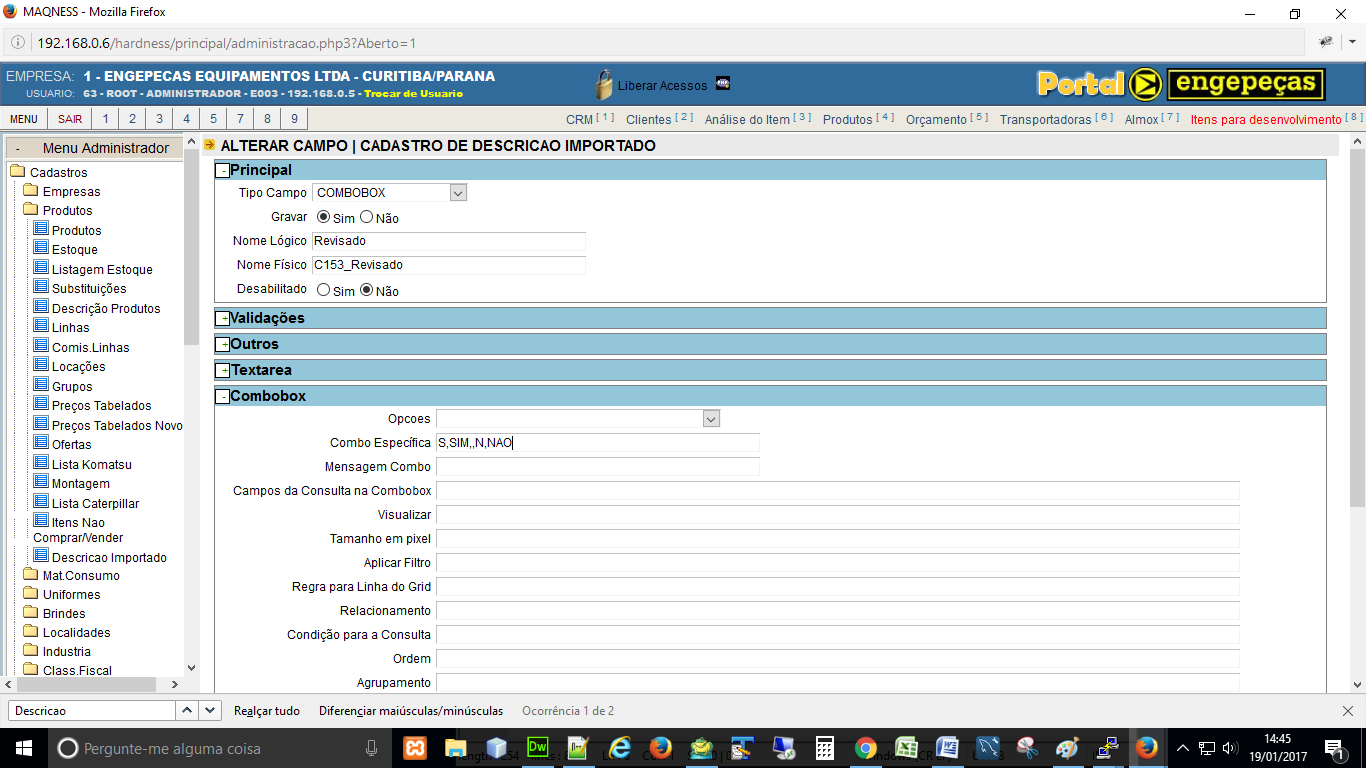 MAQNESS - Mozilla Firefox
192.168.0.6/hardness/principal/administracao.php3?Aberto=1
EMPRESA: 1 - ENGEPECAS EQUIPAMENTOS LTDA - CURITIBA/PARANA
USUARIO: 63 - ROOT - ADMINISTRADOR - E003 - 192.168.0.5 - Trocar de Usuario
Liberar Acessos
Portal engepeças
MENU SAIR 1 2 3 4 5 7 8 9
CRM [ 1 ] Clientes [ 2 ] Análise do Item [ 3 ] Produtos [ 4 ] Orçamento [ 5 ] Transportadoras [ 6 ] Almox [ 7 ] Itens para desenvolvimento [ 8 ]
- Menu Administrador
Cadastros
Empresas
Produtos
Produtos
Estoque
Listagem Estoque
Substituições
Descrição Produtos
Linhas
Comis.Linhas
Locações
Grupos
Preços Tabelados
Preços Tabelados Novo
Ofertas
Lista Komatsu
Montagem
Lista Caterpillar
Itens Nao
Comprar/Vender
Descricao Importado
Mat.Consumo
Uniformes
Brindes
Localidades
Industria
Class.Fiscal
ALTERAR CAMPO | CADASTRO DE DESCRICAO IMPORTADO
- Principal
Tipo Campo COMBOBOX
Gravar Sim Não
Nome Lógico Revisado
Nome Físico C153_Revisado
Desabilitado Sim Não
+ Validações
+ Outros
+ Textarea
- Combobox
Opcoes
Combo Específica S,SIM,,N,NAO
Mensagem Combo
Campos da Consulta na Combobox
Visualizar
Tamanho em pixel
Aplicar Filtro
Regra para Linha do Grid
Relacionamento
Condição para a Consulta
Ordem
Agrupamento
Descricao Realçar tudo Diferenciar maiúsculas/minúsculas Ocorrência 1 de 2
Pergunte-me alguma coisa
Dw
14:45
19/01/2017
1